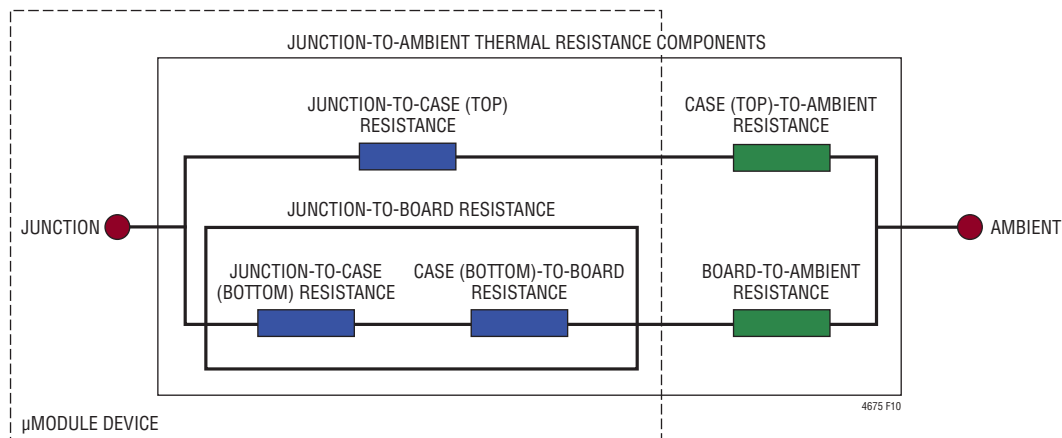 JUNCTION-TO-AMBIENT THERMAL RESISTANCE COMPONENTS
JUNCTION-TO-CASE (TOP)
RESISTANCE
CASE (TOP)-TO-AMBIENT
RESISTANCE
JUNCTION
JUNCTION-TO-BOARD RESISTANCE
AMBIENT
JUNCTION-TO-CASE
(BOTTOM) RESISTANCE
CASE (BOTTOM)-TO-BOARD
RESISTANCE
BOARD-TO-AMBIENT
RESISTANCE
4675 F10
µMODULE DEVICE